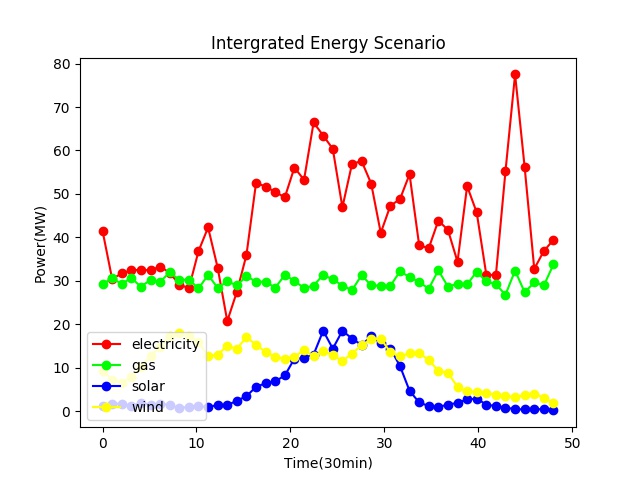 Intergrated Energy Scenario
Power(MW)
80
70
60
50
40
30
20
10
0
electricity
gas
solar
wind
0 10 20 30 40 50
Time(30min)